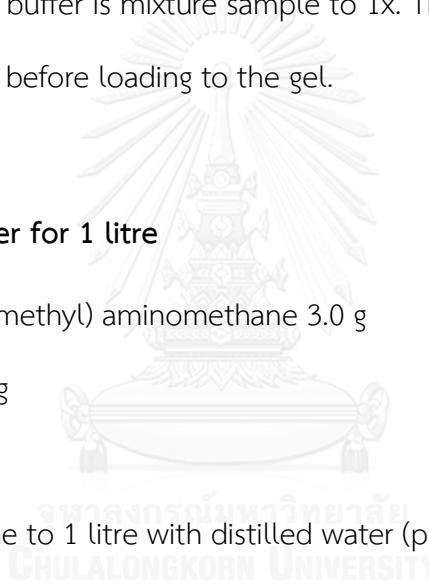 buffer is mixture sample to 1x. T
before loading to the gel.
er for 1 litre
methyl) aminomethane 3.0 g
g
จุฬาลงกรณ์มหาวิทยาลัย
e to 1 litre with distilled water (p
CHULALONGKORN UNIVERSITY